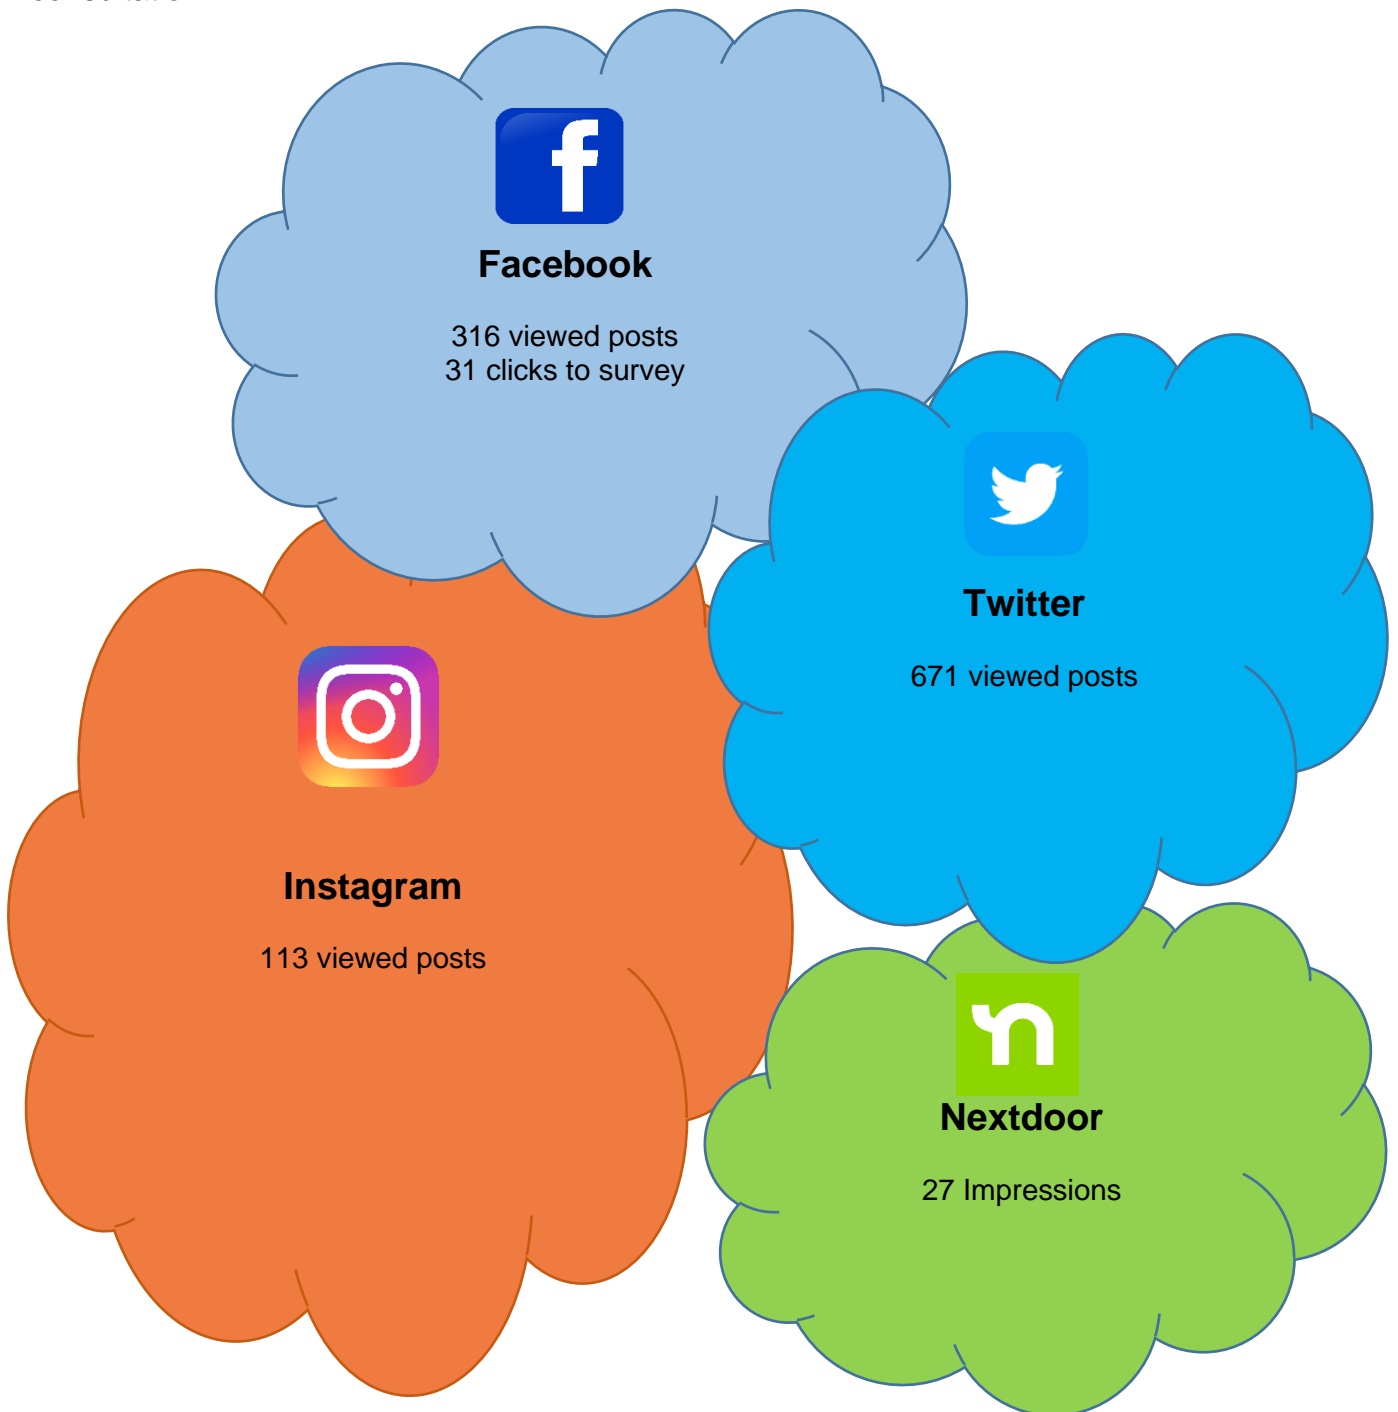 Facebook
316 viewed posts
31 clicks to survey
Twitter
671 viewed posts
Instagram
113 viewed posts
Nextdoor
27 Impressions